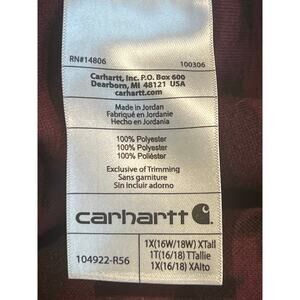 RN#14806 100306
Carhartt, Inc. P.O. Box 600
Dearborn, MI 48121 USA
carhartt.com
Made in Jordan
Fabriqué en Jordanie
Hecho en Jordania
100% Polyester
100% Polyester
100% Poliéster
Exclusive of Trimming
Sans garniture
Sin incluir adorno
carhartt
104922-R56
1X(16W/18W) XTall
1T(16/18) TTallie
1X(16/18) XAlto